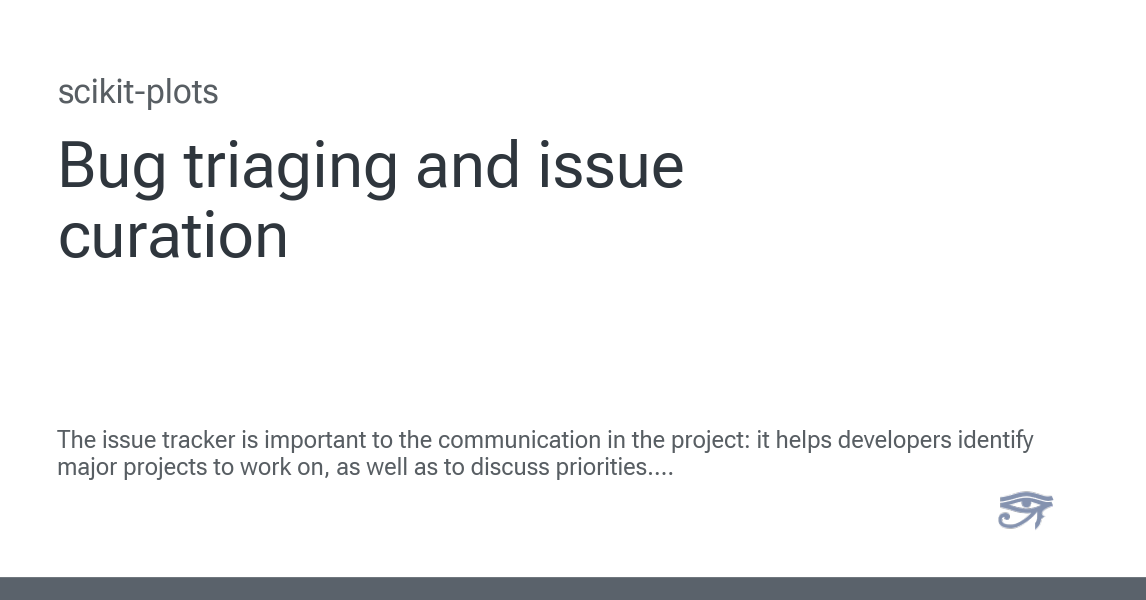 scikit-plots
Bug triaging and issue
curation
The issue tracker is important to the communication in the project: it helps developers identify
major projects to work on, as well as to discuss priorities....